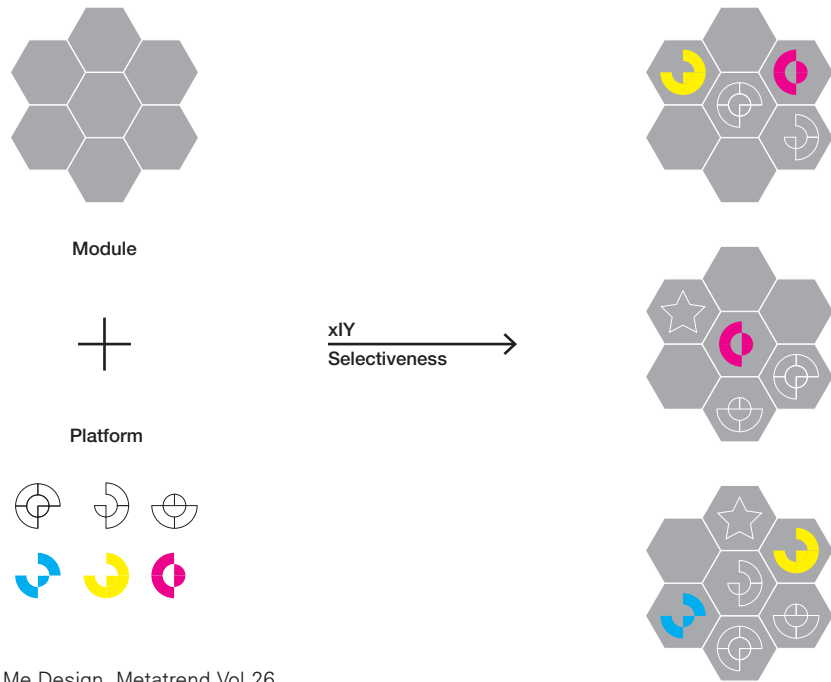 Module
xIY
Selectiveness
Platform
Me Design, Metatrend Vol.26